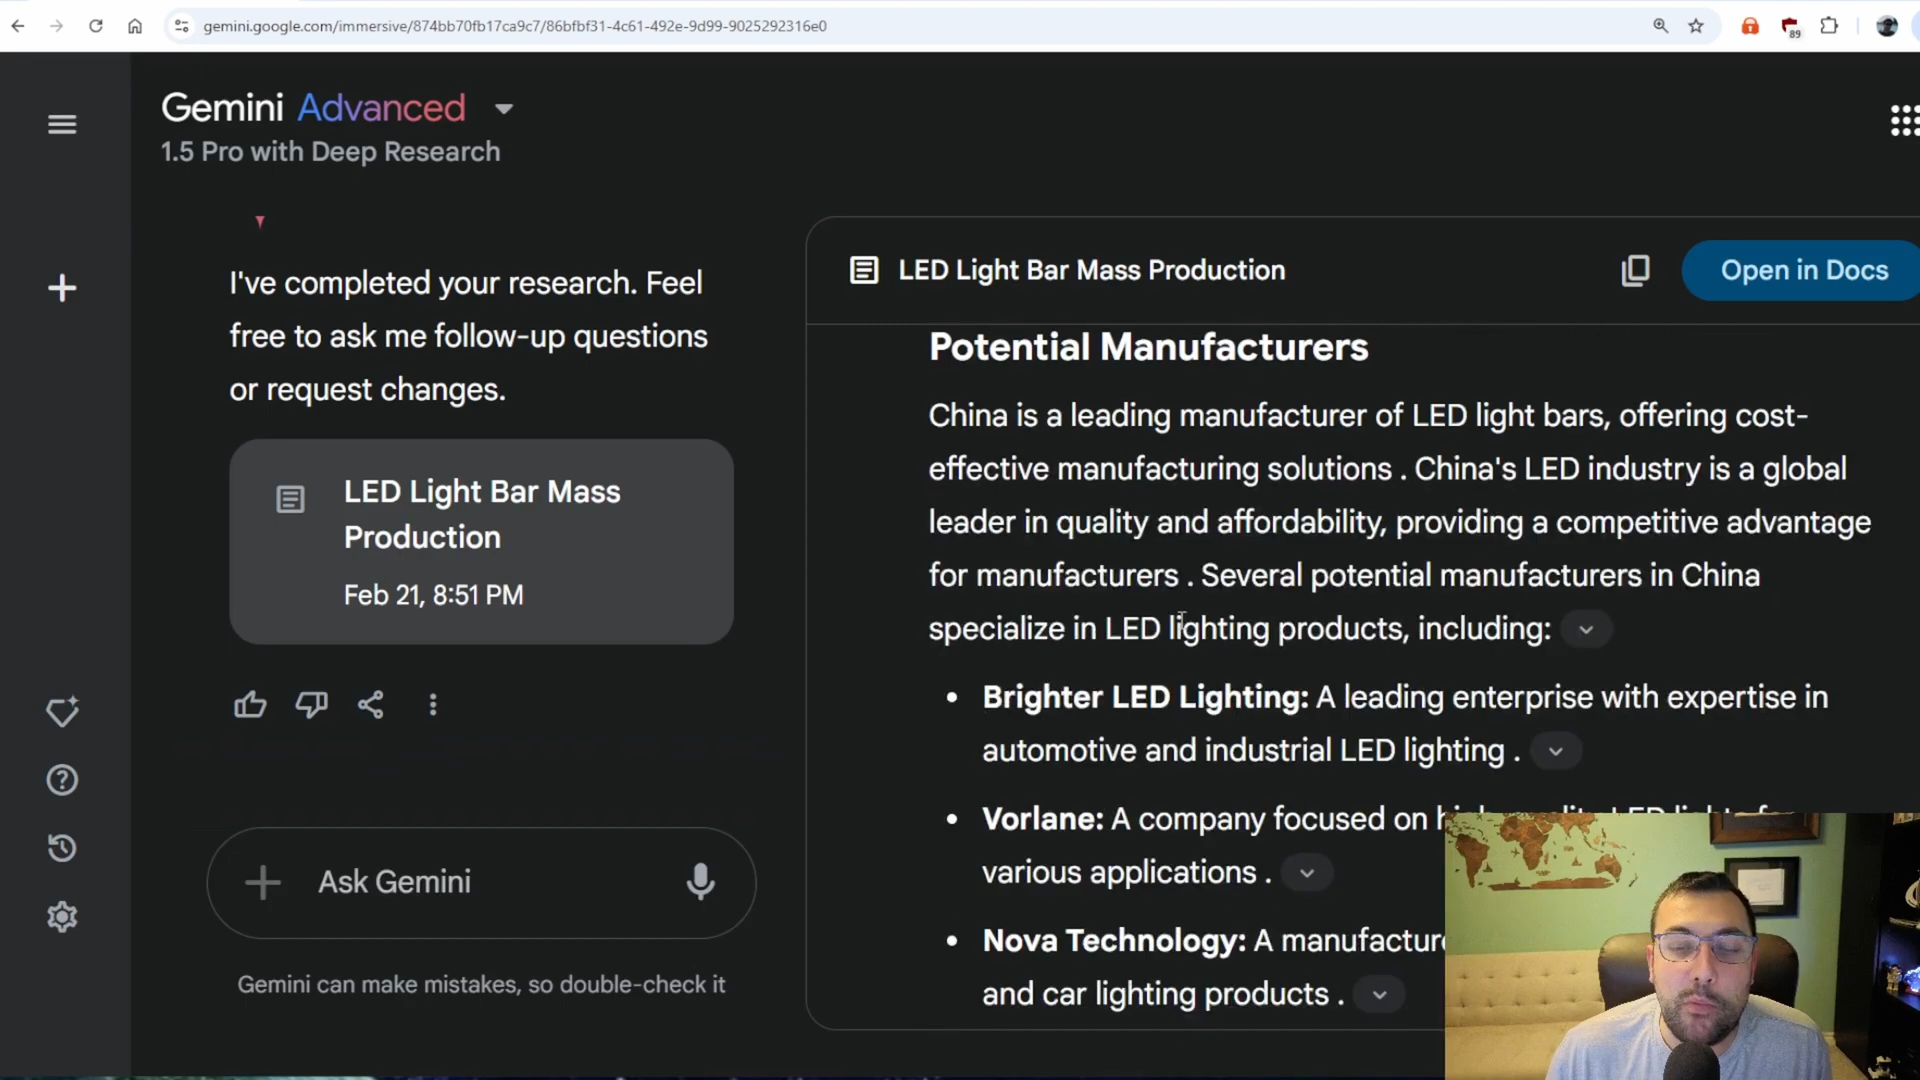 gemini.google.com/immersive/874bb70fb17ca9c7/86bfbf31-4c61-492e-9d99-9025292316e0
89
Gemini Advanced
1.5 Pro with Deep Research
I've completed your research. Feel
free to ask me follow-up questions
or request changes.
LED Light Bar Mass
Production
Feb 21, 8:51 PM
Ask Gemini
Gemini can make mistakes, so double-check it
LED Light Bar Mass Production
Open in Docs
Potential Manufacturers
China is a leading manufacturer of LED light bars, offering cost-
effective manufacturing solutions . China's LED industry is a global
leader in quality and affordability, providing a competitive advantage
for manufacturers . Several potential manufacturers in China
specialize in LED lighting products, including:
• Brighter LED Lighting: A leading enterprise with expertise in
automotive and industrial LED lighting .
• Vorlane: A company focused on
various applications .
• Nova Technology: A
and car lighting products .